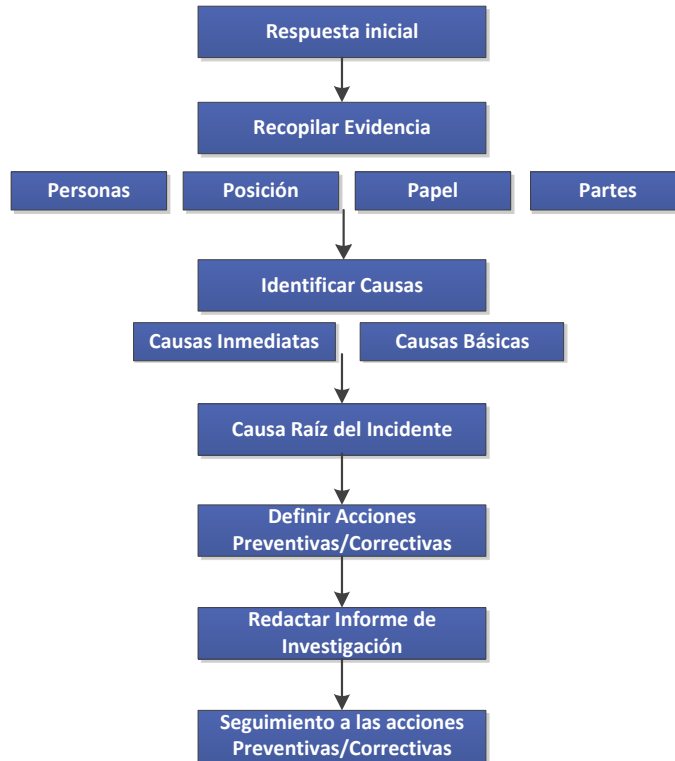 Respuesta inicial
Recopilar Evidencia
Personas
Posición
Papel
Partes
Identificar Causas
Causas Inmediatas
Causas Básicas
Causa Raíz del Incidente
Definir Acciones
Preventivas/Correctivas
Redactar Informe de
Investigación
Seguimiento a las acciones
Preventivas/Correctivas